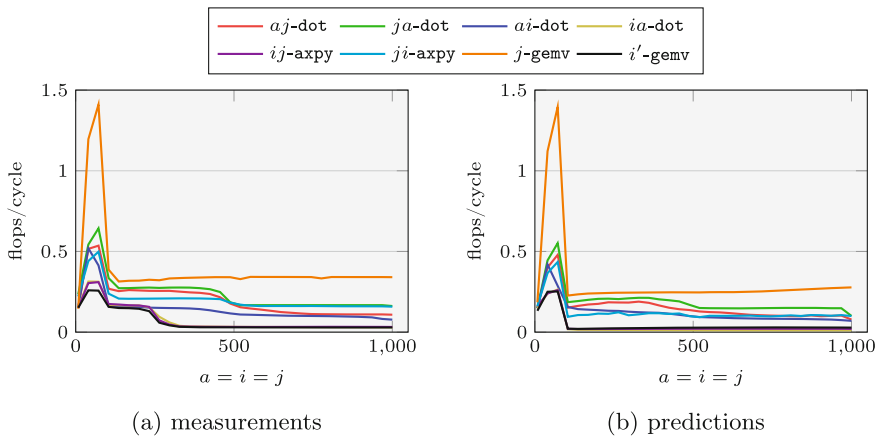 aj-dot ja-dot ai-dot ia-dot
ij-axpy ji-axpy j-gemv i′-gemv
1.5
1
0.5
0
flops/cycle
0 500 1,000
a = i = j
(a) measurements
1.5
1
0.5
0
flops/cycle
0 500 1,000
a = i = j
(b) predictions